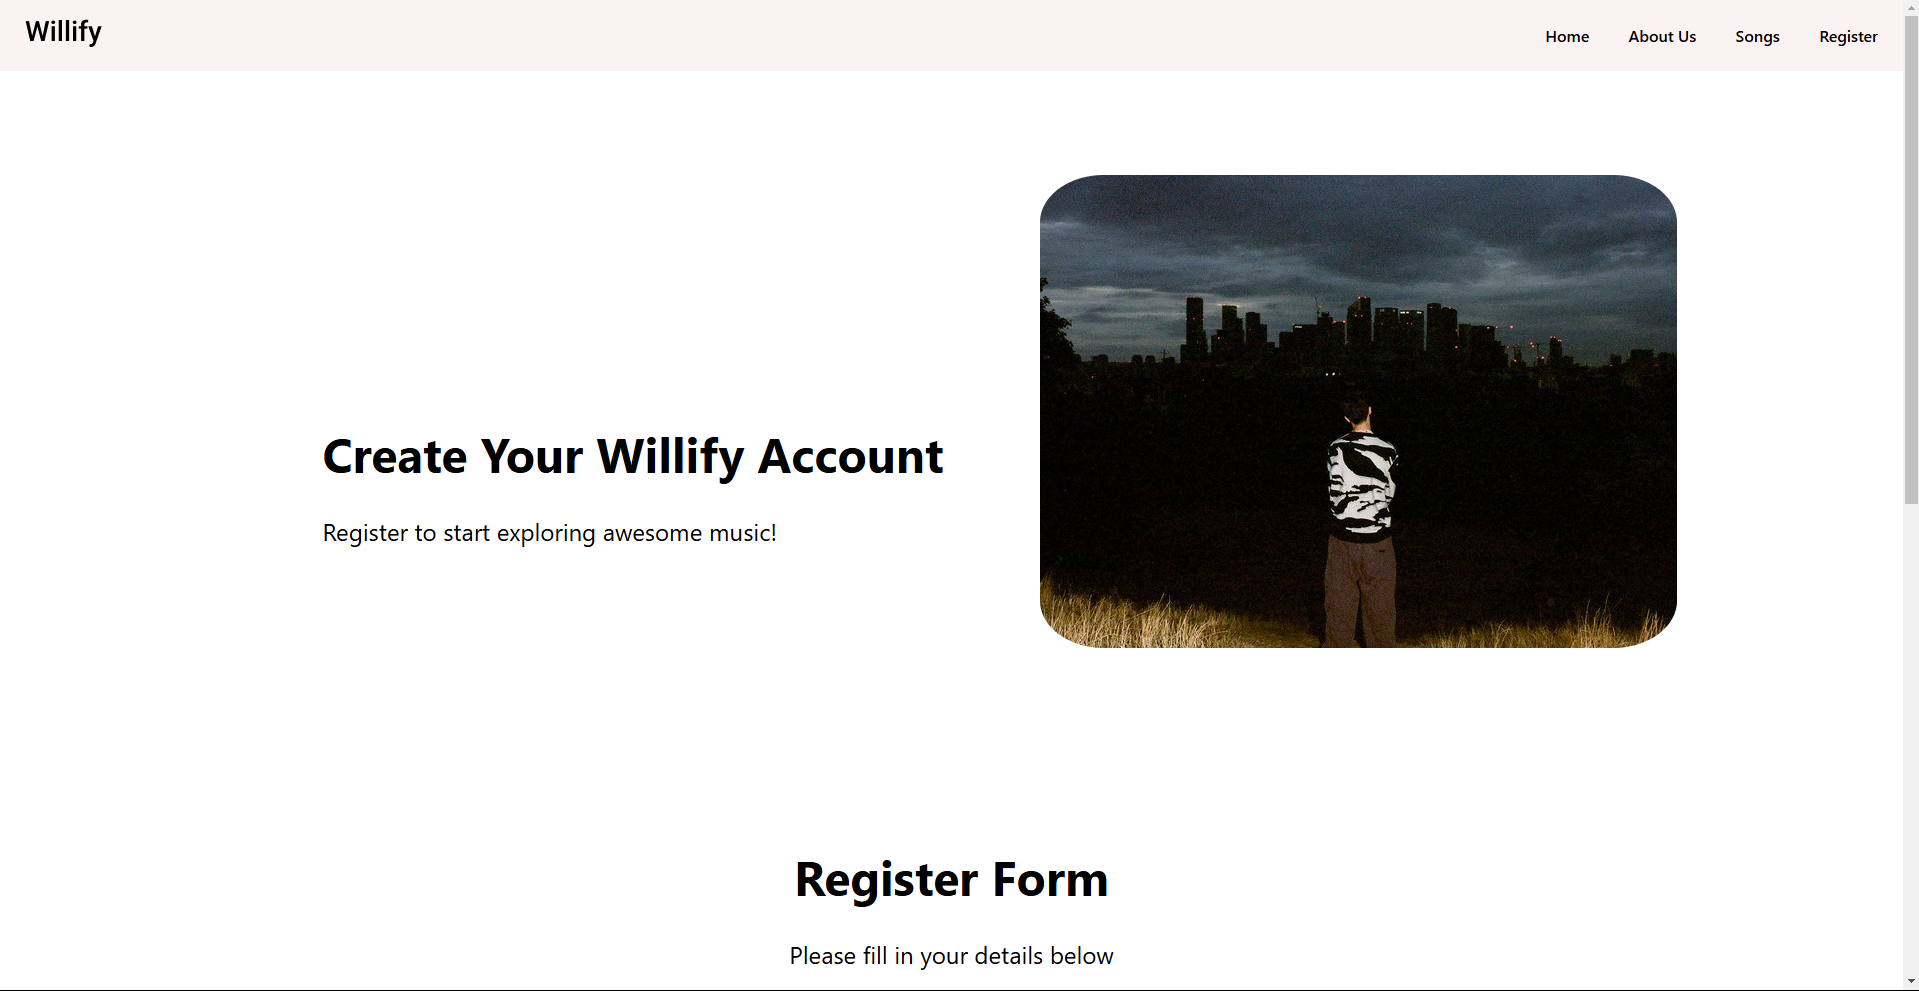 Willify
Home
About Us
Songs
Register
Create Your Willify Account
Register to start exploring awesome music!
Register Form
Please fill in your details below